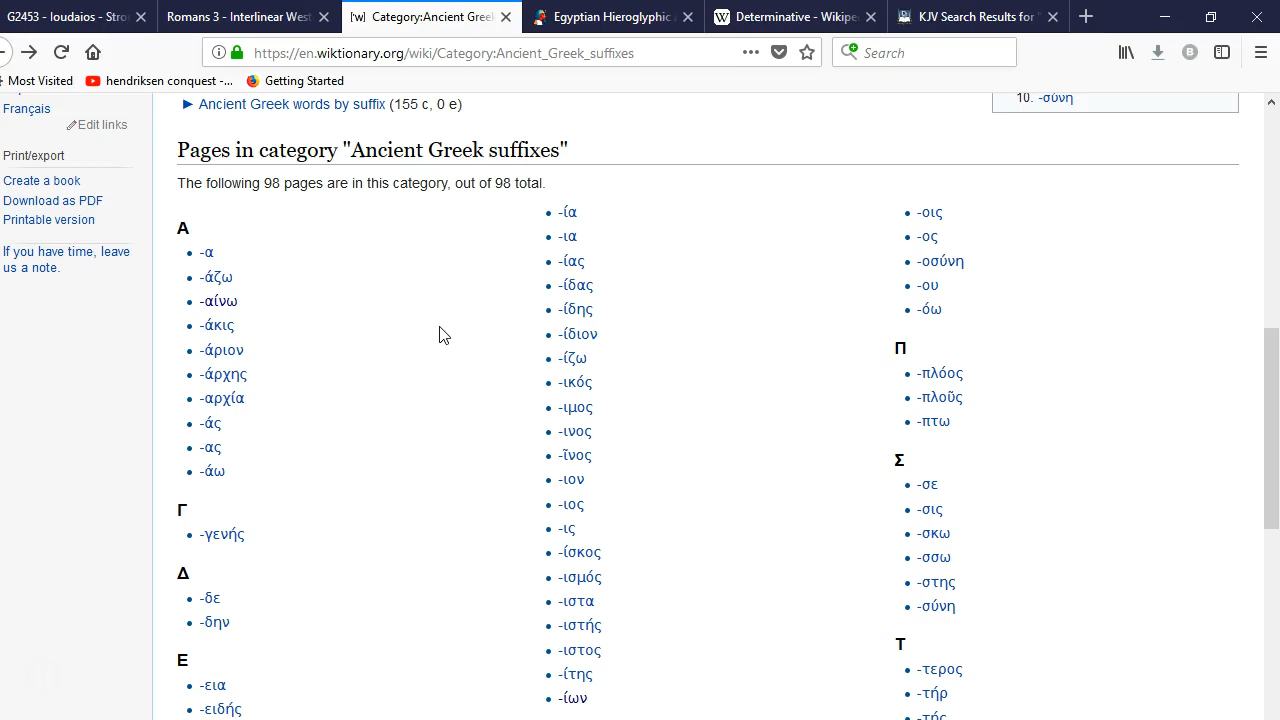 G2453 - Ioudaios - Stro
Romans 3 - Interlinear West
[w] Category:Ancient Greek
Egyptian Hieroglyphic
Determinative - Wikipe
KJV Search Results for "
https://en.wiktionary.org/wiki/Category:Ancient_Greek_suffixes
Search
Most Visited
hendriksen conquest -...
Getting Started
Français
Edit links
Print/export
Create a book
Download as PDF
Printable version
If you have time, leave
us a note.
► Ancient Greek words by suffix (155 c, 0 e)
10. -σύνη
Pages in category "Ancient Greek suffixes"
The following 98 pages are in this category, out of 98 total.
Α
-α
-άζω
-αίνω
-άκις
-άριον
-άρχης
-αρχία
-άς
-ας
-άω
Γ
-γενής
Δ
-δε
-δην
Ε
-εια
-ειδής
-ία
-ια
-ίας
-ίδας
-ίδης
-ίδιον
-ίζω
-ικός
-ιμος
-ινος
-ῖνος
-ιον
-ιος
-ις
-ίσκος
-ισμός
-ιστα
-ιστής
-ιστος
-ίτης
-ίων
-οις
-ος
-οσύνη
-ου
-όω
Π
-πλόος
-πλοῦς
-πτω
Σ
-σε
-σις
-σκω
-σσω
-στης
-σύνη
Τ
-τερος
-τήρ
-τής